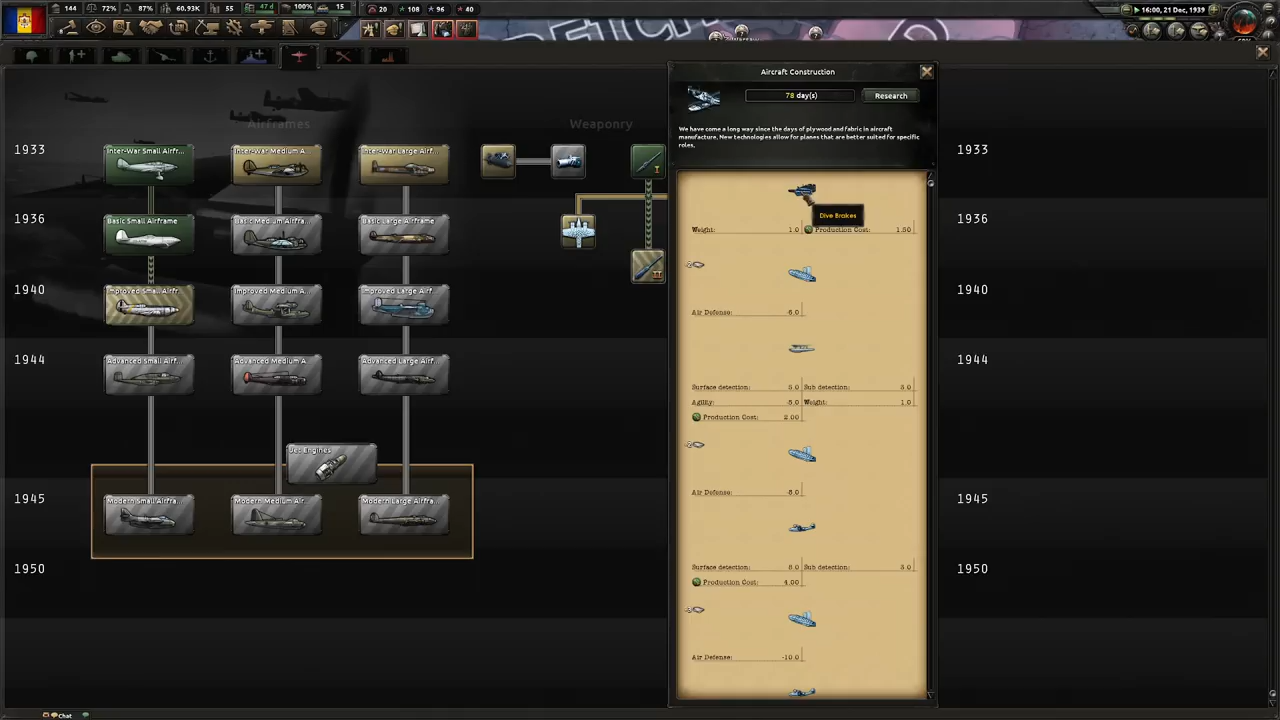 144 72% 87% 60.93K 55 47 d 100% 15 20 108 96 40
16:00, 21 Dec, 1939
Aircraft Construction
78 day(s)
Research
We have come a long way since the days of plywood and fabric in aircraft
manufacture. New technologies allow for planes that are better suited for specific
roles.
Airframes
Weaponry
1933
Inter-War Small Airfr...
Inter-War Medium A...
Inter-War Large Airf...
I
1933
1936
Basic Small Airframe
Basic Medium Airfra...
Basic Large Airframe
II
1936
1940
Improved Small Airfr...
Improved Medium A...
Improved Large Airf...
1940
1944
Advanced Small Airf...
Advanced Medium A...
Advanced Large Airf...
1944
Jet Engines
1945
Modern Small Airfra...
Modern Medium Air...
Modern Large Airfra...
1945
1950
1950
Dive Brakes
Weight: 1.0 Production Cost: 1.50
-2
Air Defense: -6.0
Surface detection: 3.0 Sub detection: 3.0
Agility: -5.0 Weight: 1.0
Production Cost: 2.00
-2
Air Defense: -8.0
Surface detection: 6.0 Sub detection: 3.0
Production Cost: 4.00
-3
Air Defense: -10.0
Chat